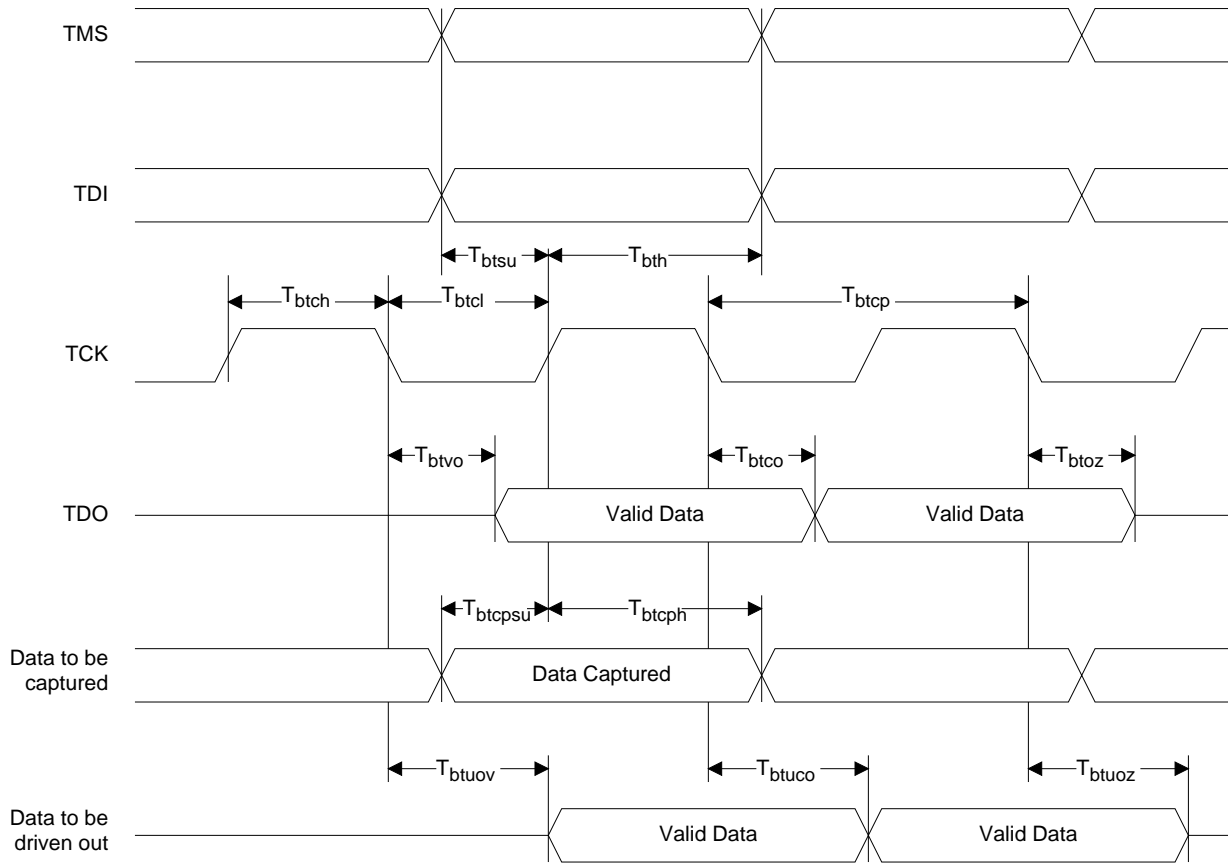 TMS
TDI
Tbtsu
Tbth
Tbtch
Tbtcl
Tbtcp
TCK
Tbtvo
Tbtco
Tbtoz
TDO
Valid Data
Valid Data
Tbtcpsu
Tbtcph
Data to be
captured
Data Captured
Tbtuov
Tbtuco
Tbtuoz
Data to be
driven out
Valid Data
Valid Data